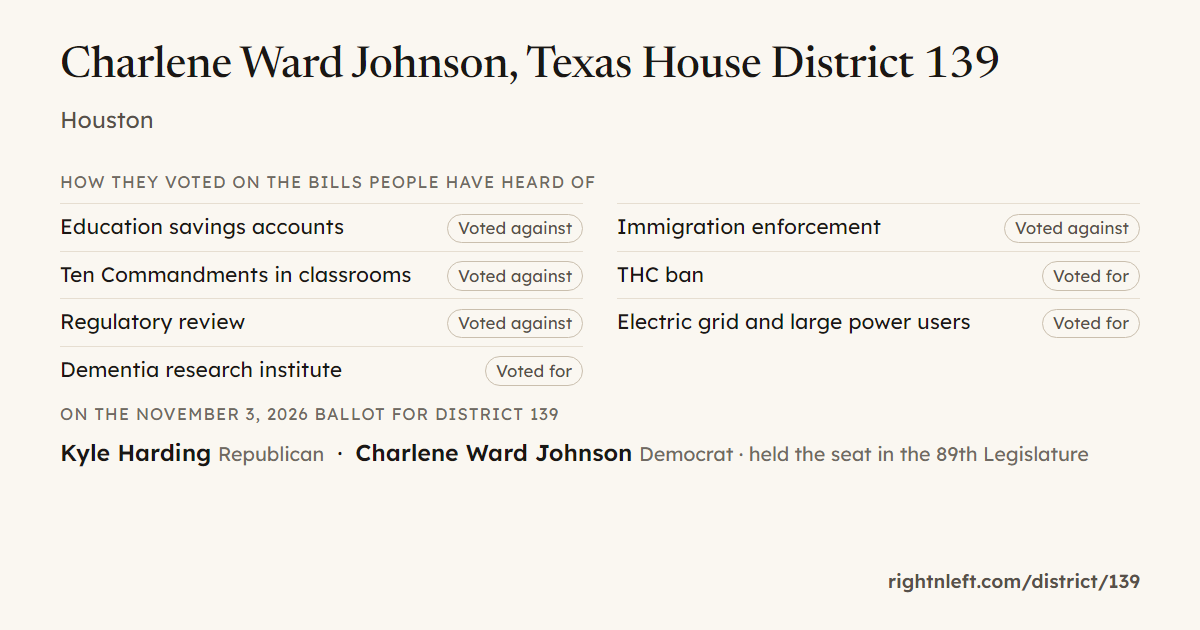 Charlene Ward Johnson, Texas House District 139
Houston
HOW THEY VOTED ON THE BILLS PEOPLE HAVE HEARD OF
Education savings accounts Voted against
Ten Commandments in classrooms Voted against
Regulatory review Voted against
Dementia research institute Voted for
Immigration enforcement Voted against
THC ban Voted for
Electric grid and large power users Voted for
ON THE NOVEMBER 3, 2026 BALLOT FOR DISTRICT 139
Kyle Harding Republican · Charlene Ward Johnson Democrat · held the seat in the 89th Legislature
rightnleft.com/district/139